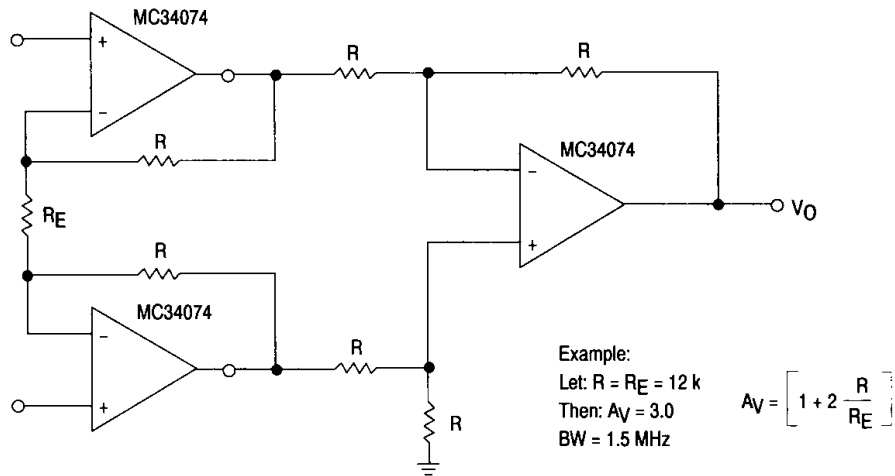 MC34074
+
−
R
R
R
MC34074
−
+
VO
RE
R
MC34074
−
+
R
R
Example:
Let: R = RE = 12 k
Then: AV = 3.0
BW = 1.5 MHz
AV = [ 1 + 2 R/RE ]